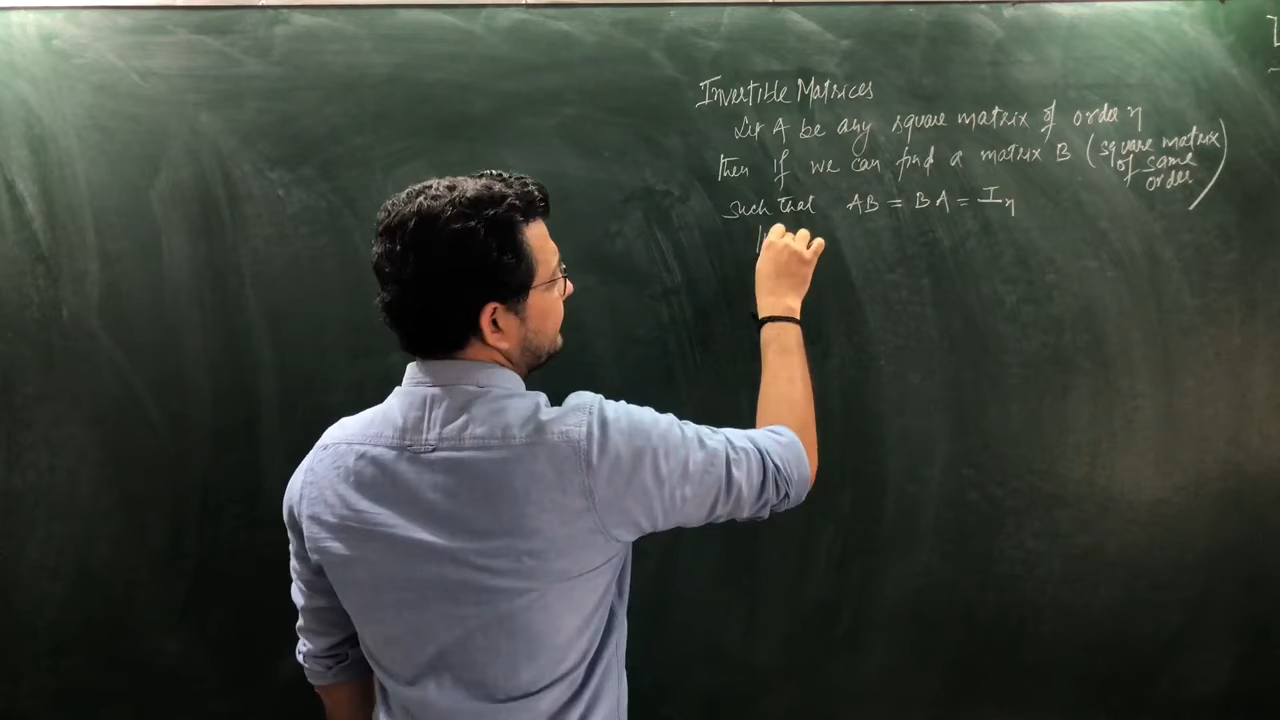 Invertible Matrices
Let A be any square matrix of order n
then if we can find a matrix B (square matrix of same order)
such that AB = BA = In